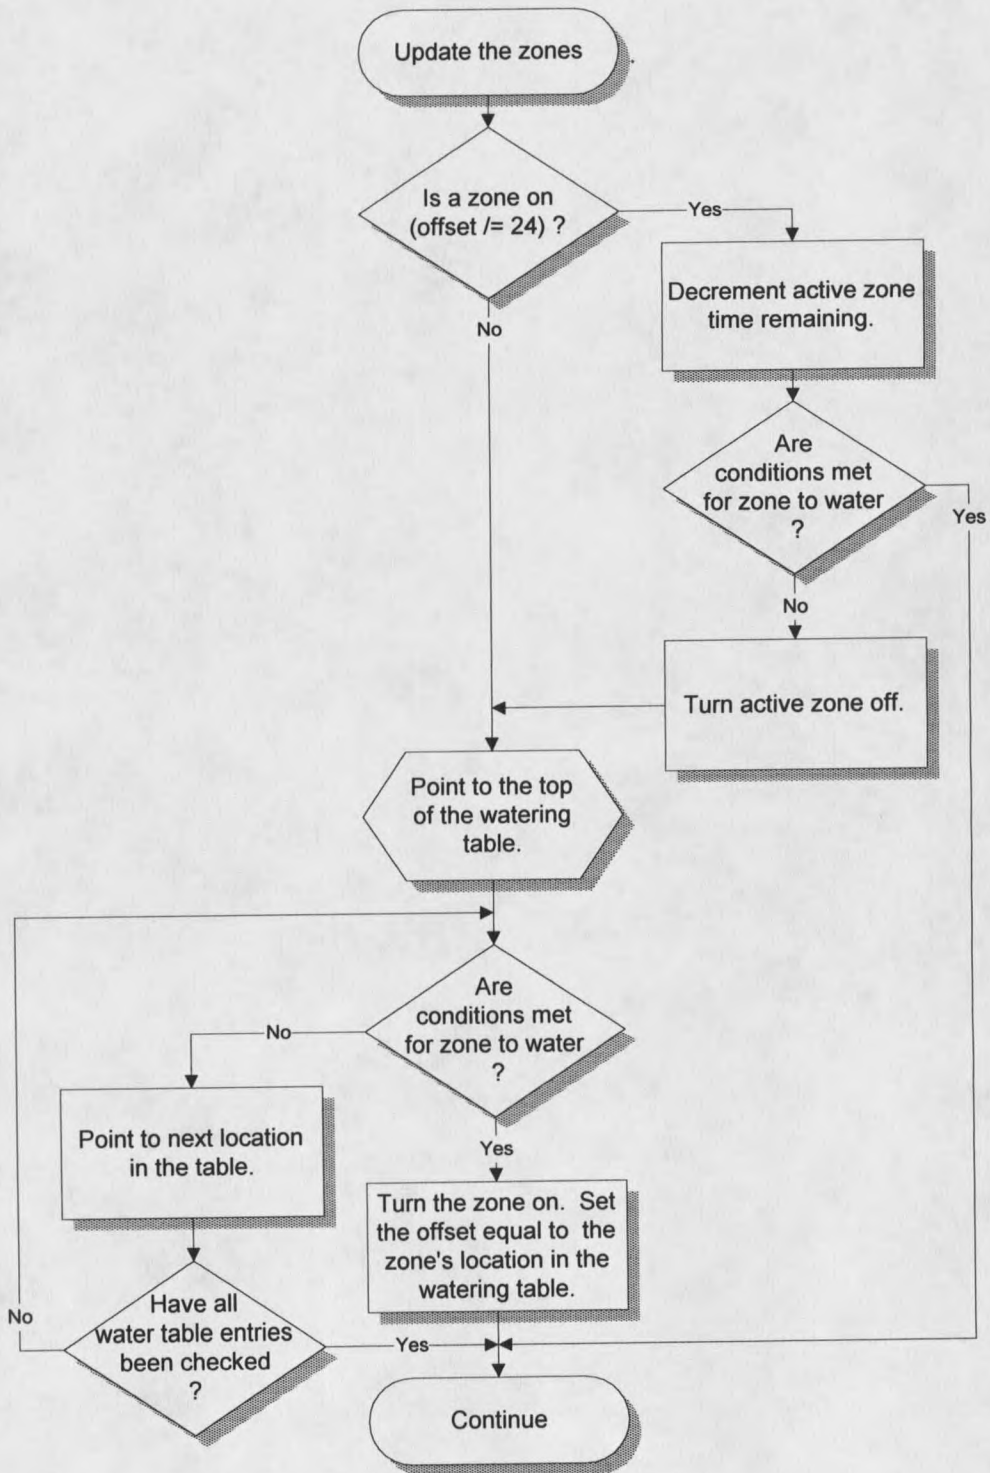 Update the zones
Is a zone on
(offset /= 24) ?
Yes
Decrement active zone
time remaining.
No
Are
conditions met
for zone to water
?
Yes
No
Turn active zone off.
Point to the top
of the watering
table.
Are
conditions met
for zone to water
?
No
Point to next location
in the table.
Yes
Turn the zone on. Set
the offset equal to the
zone's location in the
watering table.
Have all
water table entries
been checked
?
No
Yes
Continue